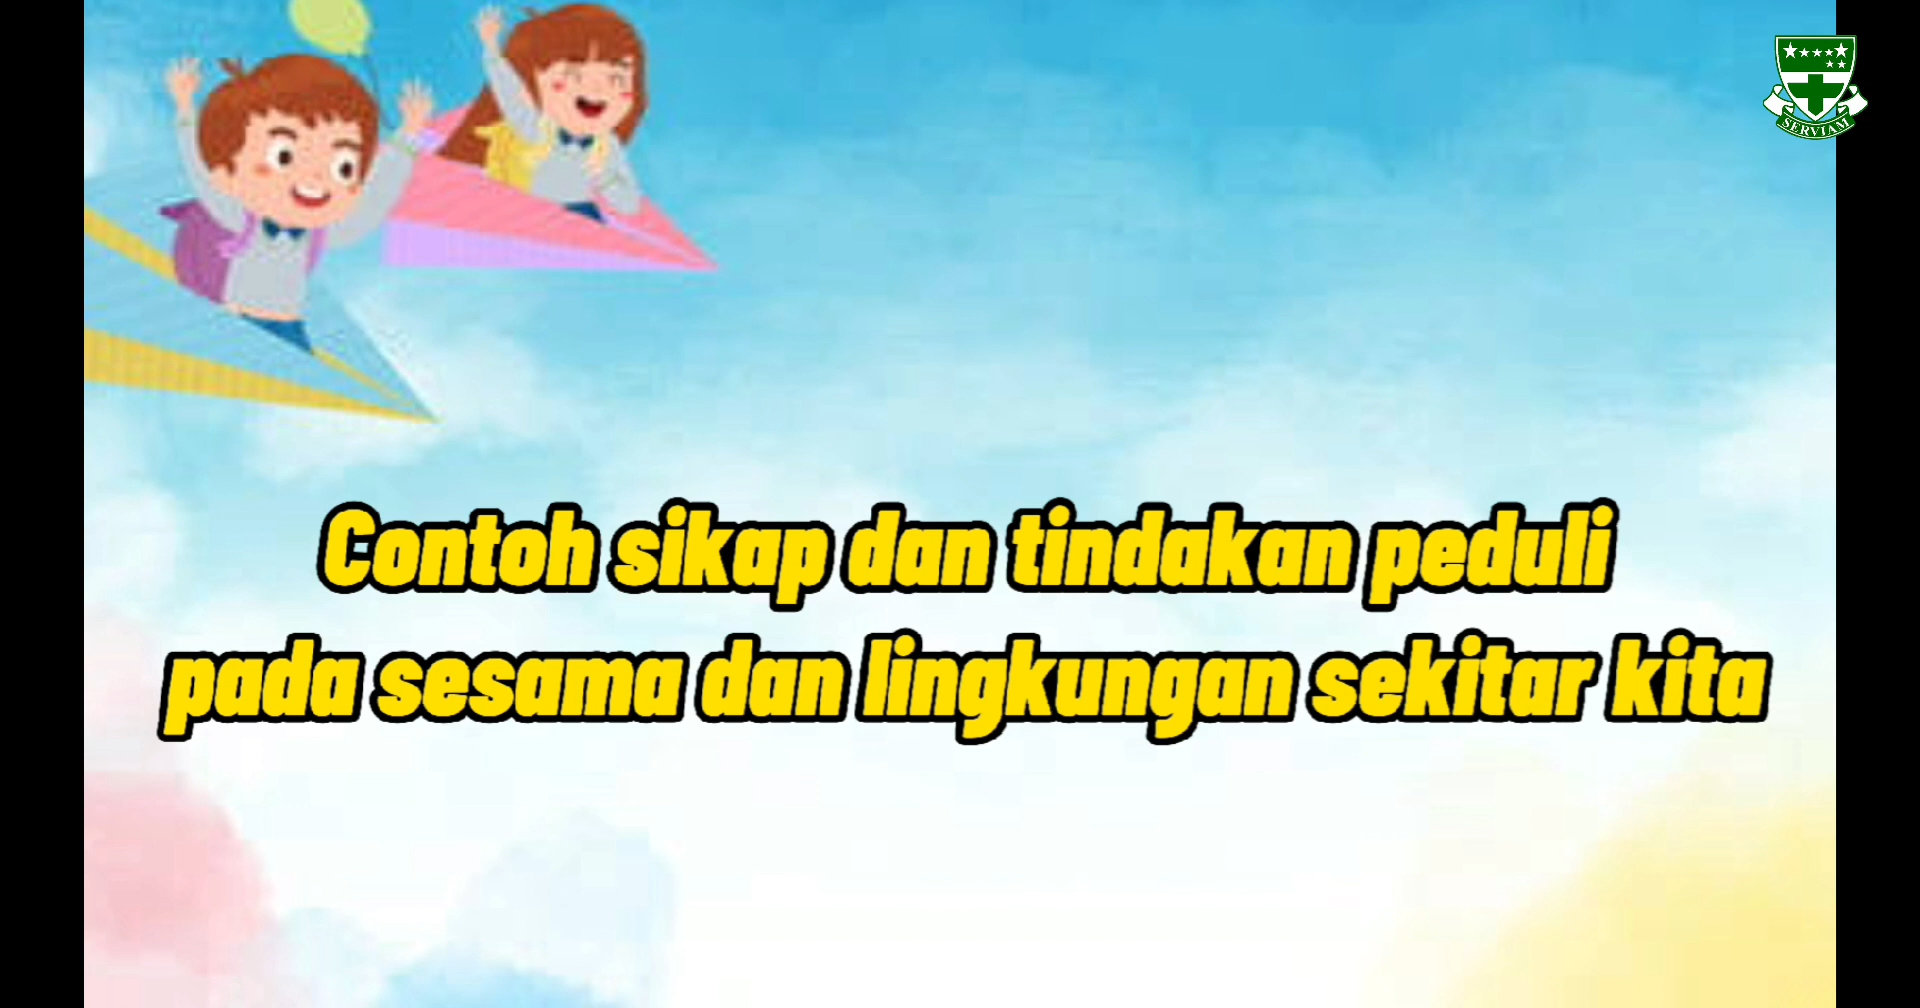 SERVIAM
Contoh sikap dan tindakan peduli
pada sesama dan lingkungan sekitar kita